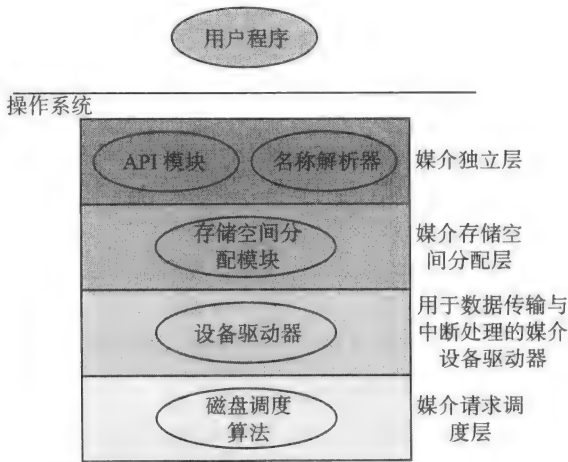 用户程序
操作系统
API 模块
名称解析器
媒介独立层
存储空间分
配模块
媒介存储空
间分配层
设备驱动器
用于数据传输与
中断处理的媒介
设备驱动器
磁盘调度
算法
媒介请求调
度层